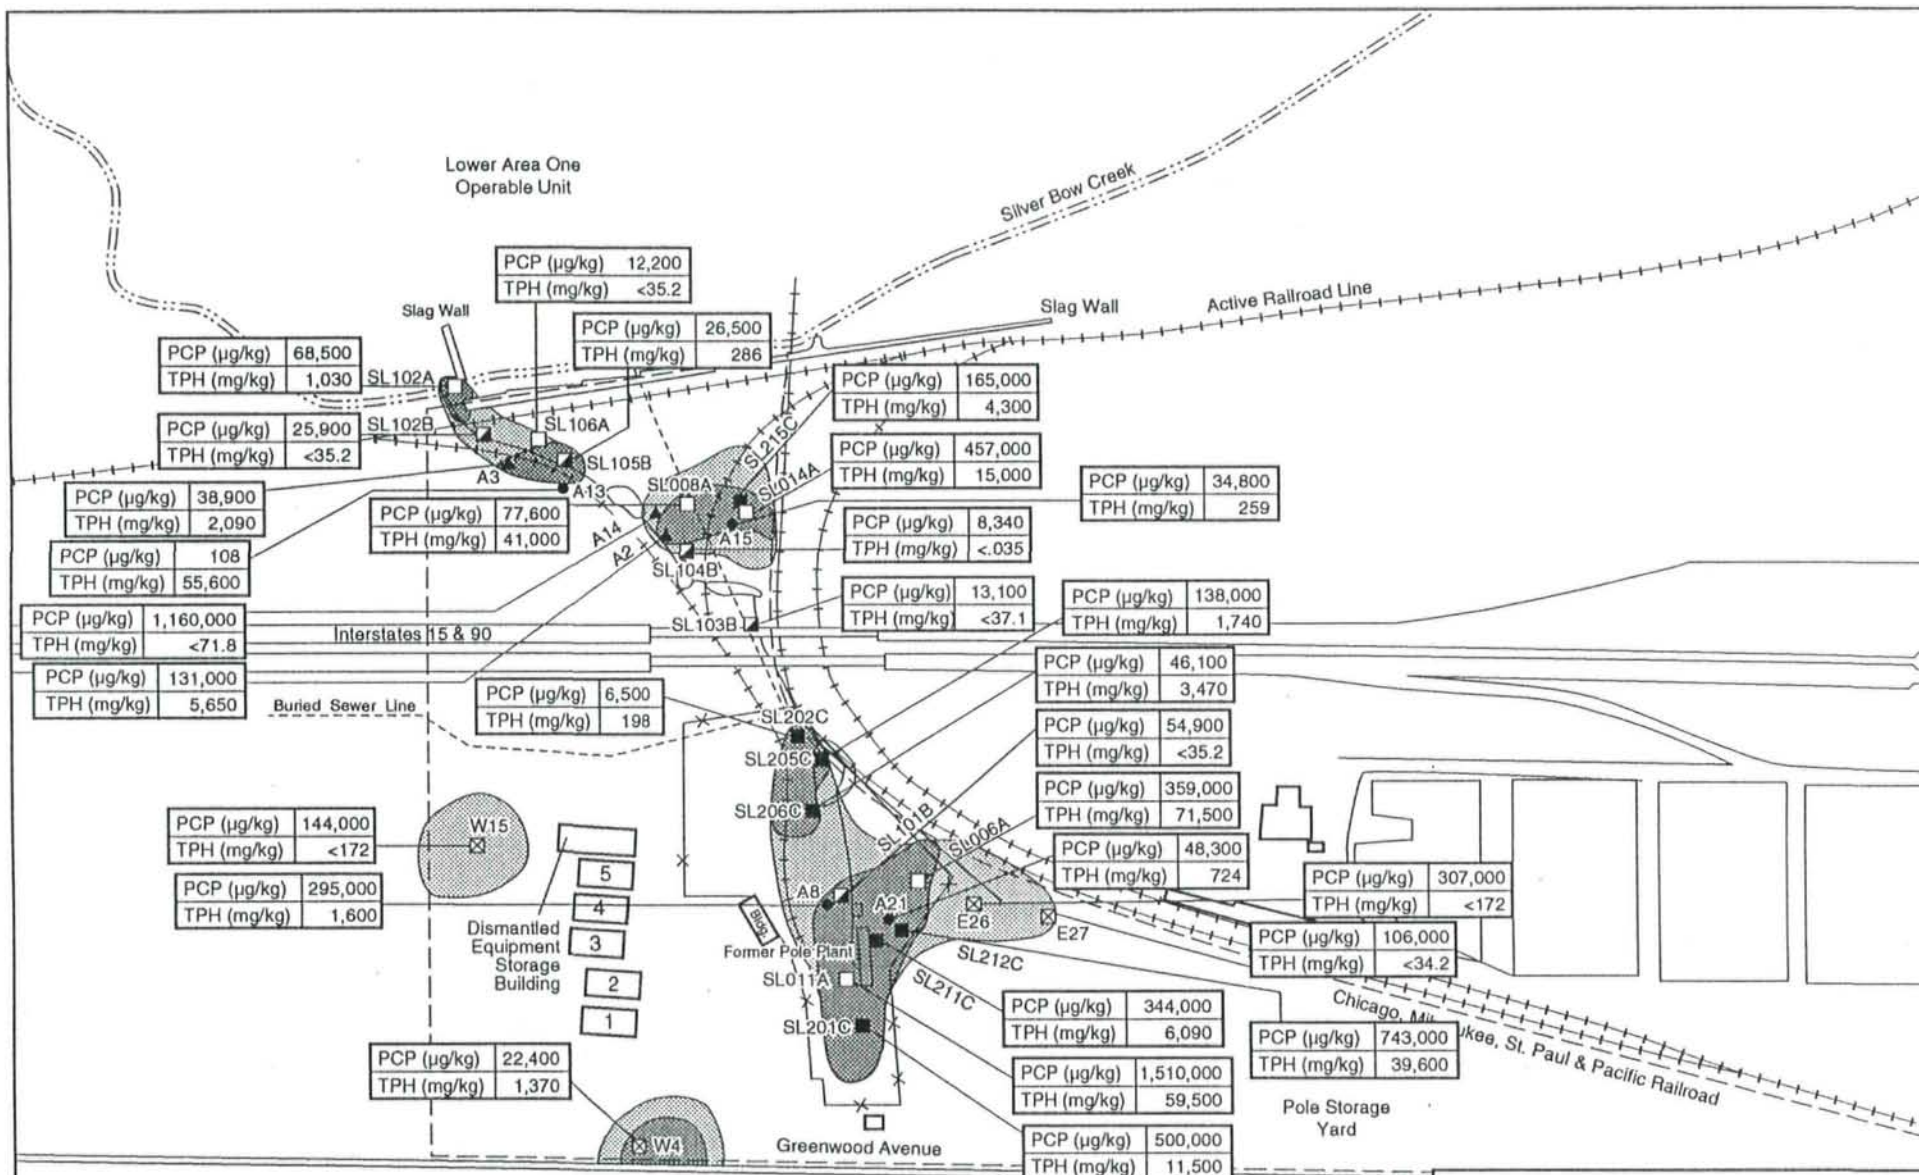 Lower Area One
Operable Unit
Silver Bow Creek
PCP (µg/kg) 12,200
TPH (mg/kg) <35.2
Slag Wall
Slag Wall
Active Railroad Line
PCP (µg/kg) 26,500
TPH (mg/kg) 286
PCP (µg/kg) 68,500
TPH (mg/kg) 1,030
SL102A
PCP (µg/kg) 165,000
TPH (mg/kg) 4,300
PCP (µg/kg) 25,900
TPH (mg/kg) <35.2
SL102B
SL106A
SL215C
PCP (µg/kg) 457,000
TPH (mg/kg) 15,000
SL105B
A3
A13
SL008A
SL014A
PCP (µg/kg) 34,800
TPH (mg/kg) 259
PCP (µg/kg) 38,900
TPH (mg/kg) 2,090
PCP (µg/kg) 77,600
TPH (mg/kg) 41,000
A14
A2
A15
PCP (µg/kg) 8,340
TPH (mg/kg) <.035
PCP (µg/kg) 108
TPH (mg/kg) 55,600
SL104B
PCP (µg/kg) 13,100
TPH (mg/kg) <37.1
PCP (µg/kg) 138,000
TPH (mg/kg) 1,740
PCP (µg/kg) 1,160,000
TPH (mg/kg) <71.8
Interstates 15 & 90
SL103B
PCP (µg/kg) 46,100
TPH (mg/kg) 3,470
PCP (µg/kg) 131,000
TPH (mg/kg) 5,650
Buried Sewer Line
PCP (µg/kg) 6,500
TPH (mg/kg) 198
SL202C
PCP (µg/kg) 54,900
TPH (mg/kg) <35.2
SL205C
PCP (µg/kg) 359,000
TPH (mg/kg) 71,500
SL206C
PCP (µg/kg) 144,000
TPH (mg/kg) <172
W15
SL101B
SL006A
PCP (µg/kg) 48,300
TPH (mg/kg) 724
PCP (µg/kg) 307,000
TPH (mg/kg) <172
PCP (µg/kg) 295,000
TPH (mg/kg) 1,600
5
4
3
2
1
Dismantled
Equipment
Storage
Building
Bldg.
A8
A21
E26
E27
Former Pole Plant
SL212C
SL211C
PCP (µg/kg) 106,000
TPH (mg/kg) <34.2
SL011A
SL201C
PCP (µg/kg) 344,000
TPH (mg/kg) 6,090
PCP (µg/kg) 743,000
TPH (mg/kg) 39,600
Chicago, Mil ukee, St. Paul & Pacific Railroad
PCP (µg/kg) 22,400
TPH (mg/kg) 1,370
PCP (µg/kg) 1,510,000
TPH (mg/kg) 59,500
Pole Storage
Yard
W4
Greenwood Avenue
PCP (µg/kg) 500,000
TPH (mg/kg) 11,500